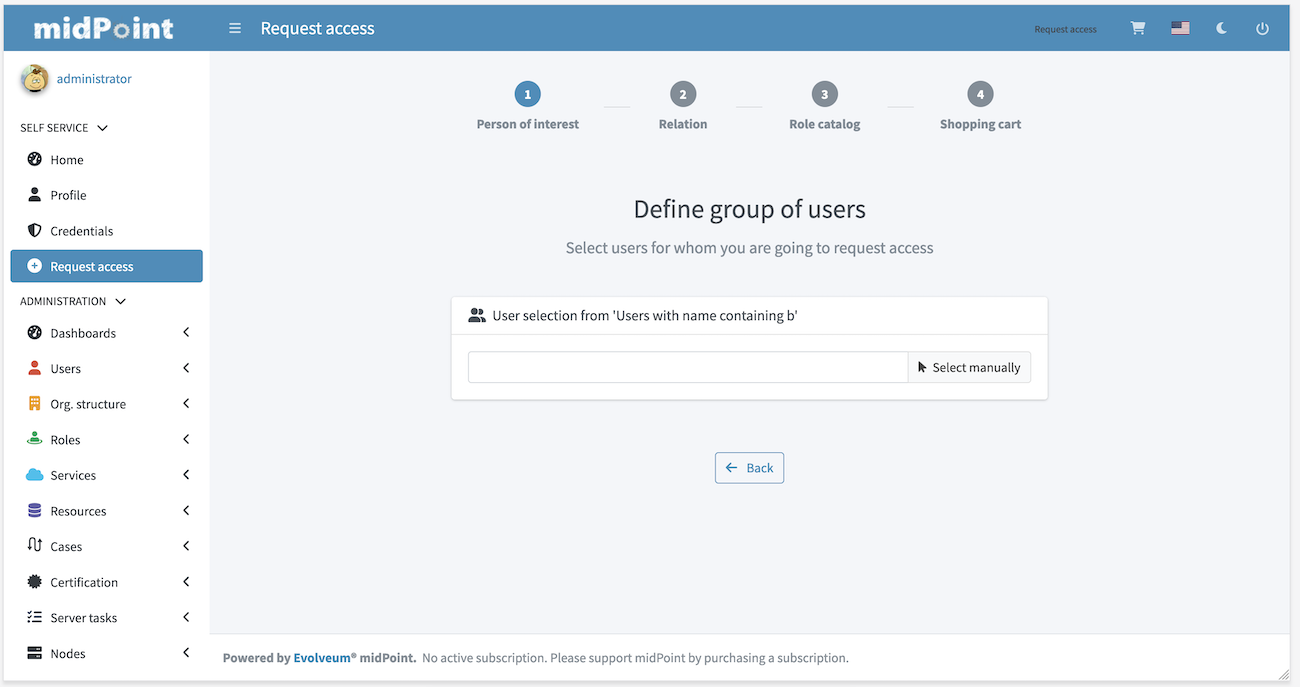 midPoint
Request access
Request access
administrator
SELF SERVICE
Home
Profile
Credentials
Request access
ADMINISTRATION
Dashboards
Users
Org. structure
Roles
Services
Resources
Cases
Certification
Server tasks
Nodes
1
Person of interest
2
Relation
3
Role catalog
4
Shopping cart
Define group of users
Select users for whom you are going to request access
User selection from 'Users with name containing b'
Select manually
Back
Powered by Evolveum® midPoint. No active subscription. Please support midPoint by purchasing a subscription.